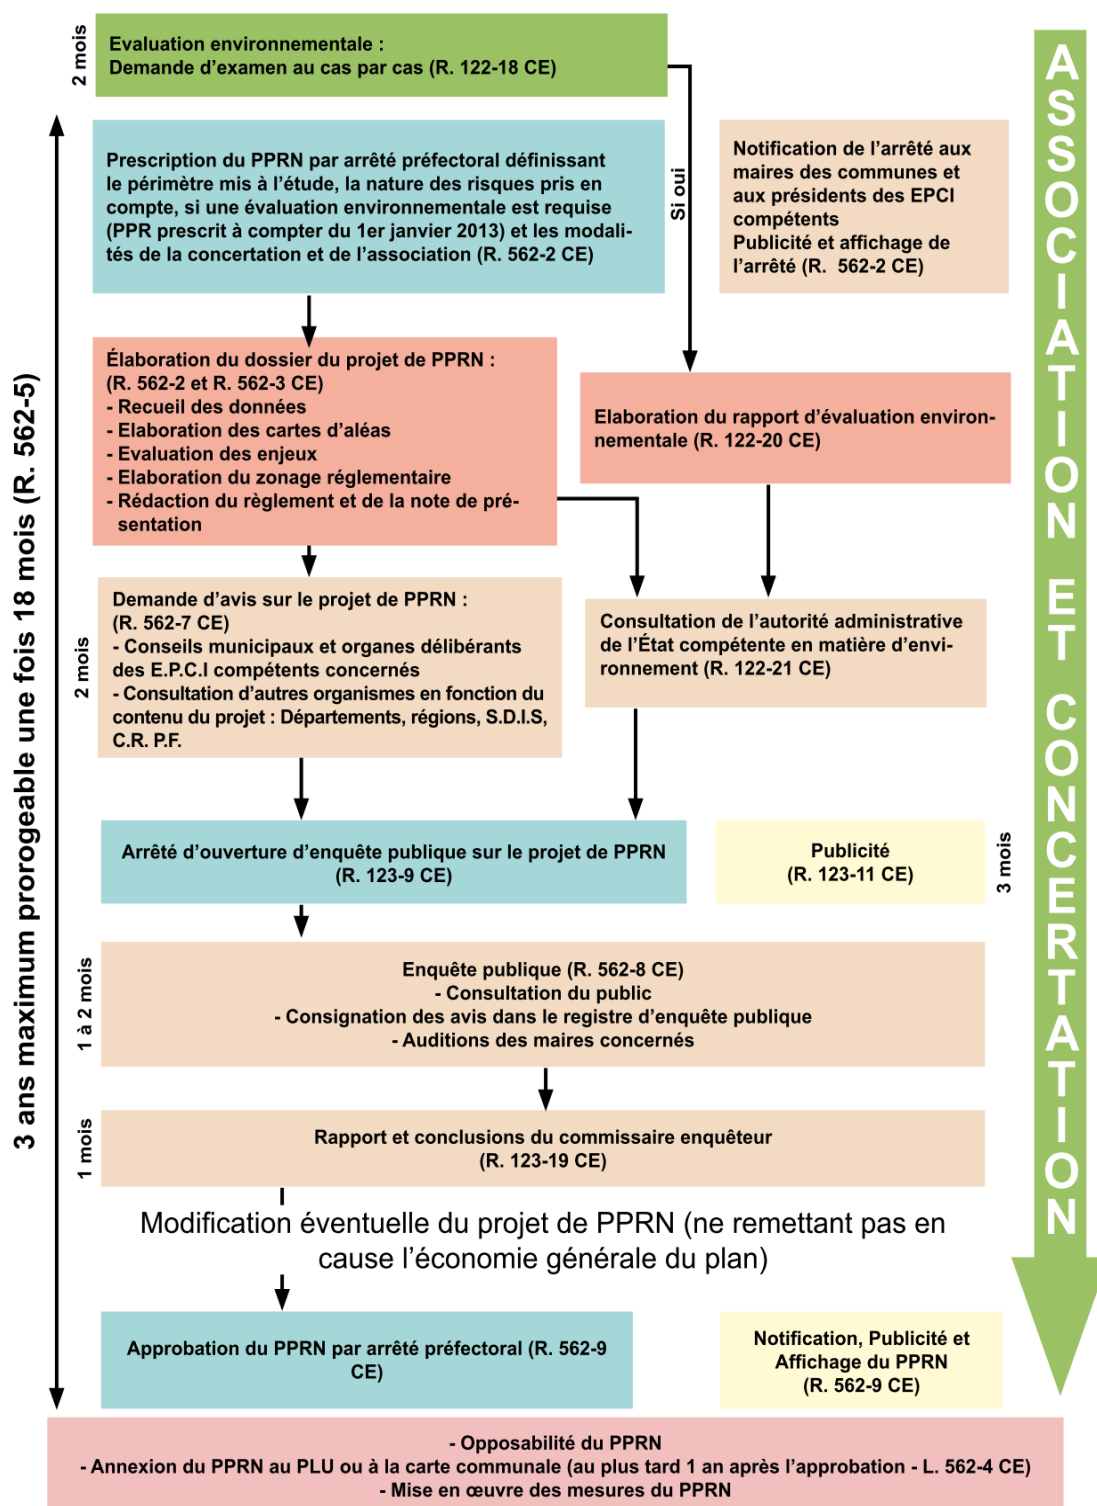 2 mois
Evaluation environnementale :
Demande d'examen au cas par cas (R. 122-18 CE)
Si oui
Prescription du PPRN par arrêté préfectoral définissant
le périmètre mis à l'étude, la nature des risques pris en
compte, si une évaluation environnementale est requise
(PPR prescrit à compter du 1er janvier 2013) et les modali-
tés de la concertation et de l'association (R. 562-2 CE)
Notification de l'arrêté aux
maires des communes et
aux présidents des EPCI
compétents
Publicité et affichage de
l'arrêté (R. 562-2 CE)
Élaboration du dossier du projet de PPRN :
(R. 562-2 et R. 562-3 CE)
- Recueil des données
- Elaboration des cartes d'aléas
- Evaluation des enjeux
- Elaboration du zonage réglementaire
- Rédaction du règlement et de la note de pré-
sentation
Elaboration du rapport d'évaluation environ-
nementale (R. 122-20 CE)
2 mois
Demande d'avis sur le projet de PPRN :
(R. 562-7 CE)
- Conseils municipaux et organes délibérants
des E.P.C.I compétents concernés
- Consultation d'autres organismes en fonction du
contenu du projet : Départements, régions, S.D.I.S,
C.R. P.F.
Consultation de l'autorité administrative
de l'État compétente en matière d'envi-
ronnement (R. 122-21 CE)
Arrêté d'ouverture d'enquête publique sur le projet de PPRN
(R. 123-9 CE)
Publicité
(R. 123-11 CE)
3 mois
1 à 2 mois
Enquête publique (R. 562-8 CE)
- Consultation du public
- Consignation des avis dans le registre d'enquête publique
- Auditions des maires concernés
1 mois
Rapport et conclusions du commissaire enquêteur
(R. 123-19 CE)
Modification éventuelle du projet de PPRN (ne remettant pas en
cause l'économie générale du plan)
Approbation du PPRN par arrêté préfectoral (R. 562-9
CE)
Notification, Publicité et
Affichage du PPRN
(R. 562-9 CE)
- Opposabilité du PPRN
- Annexion du PPRN au PLU ou à la carte communale (au plus tard 1 an après l'approbation - L. 562-4 CE)
- Mise en œuvre des mesures du PPRN
3 ans maximum prorogeable une fois 18 mois (R. 562-5)
ASSOCIATION ET CONCERTATION